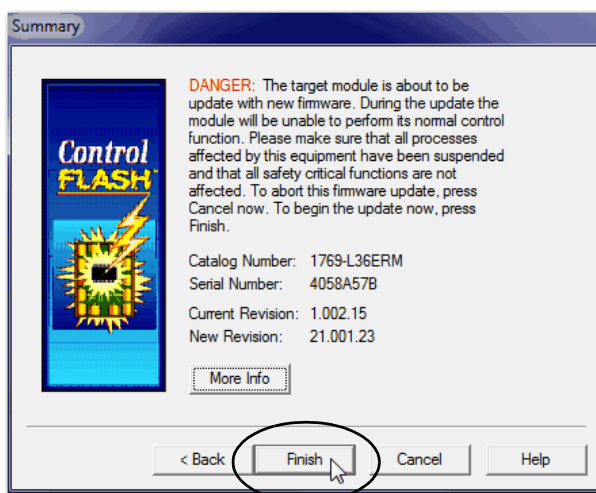 Summary
DANGER: The target module is about to be
update with new firmware. During the update the
module will be unable to perform its normal control
function. Please make sure that all processes
affected by this equipment have been suspended
and that all safety critical functions are not
affected. To abort this firmware update, press
Cancel now. To begin the update now, press
Finish.
Control
FLASH
Catalog Number: 1769-L36ERM
Serial Number: 4058A57B
Current Revision: 1.002.15
New Revision: 21.001.23
More Info
< Back Finish Cancel Help